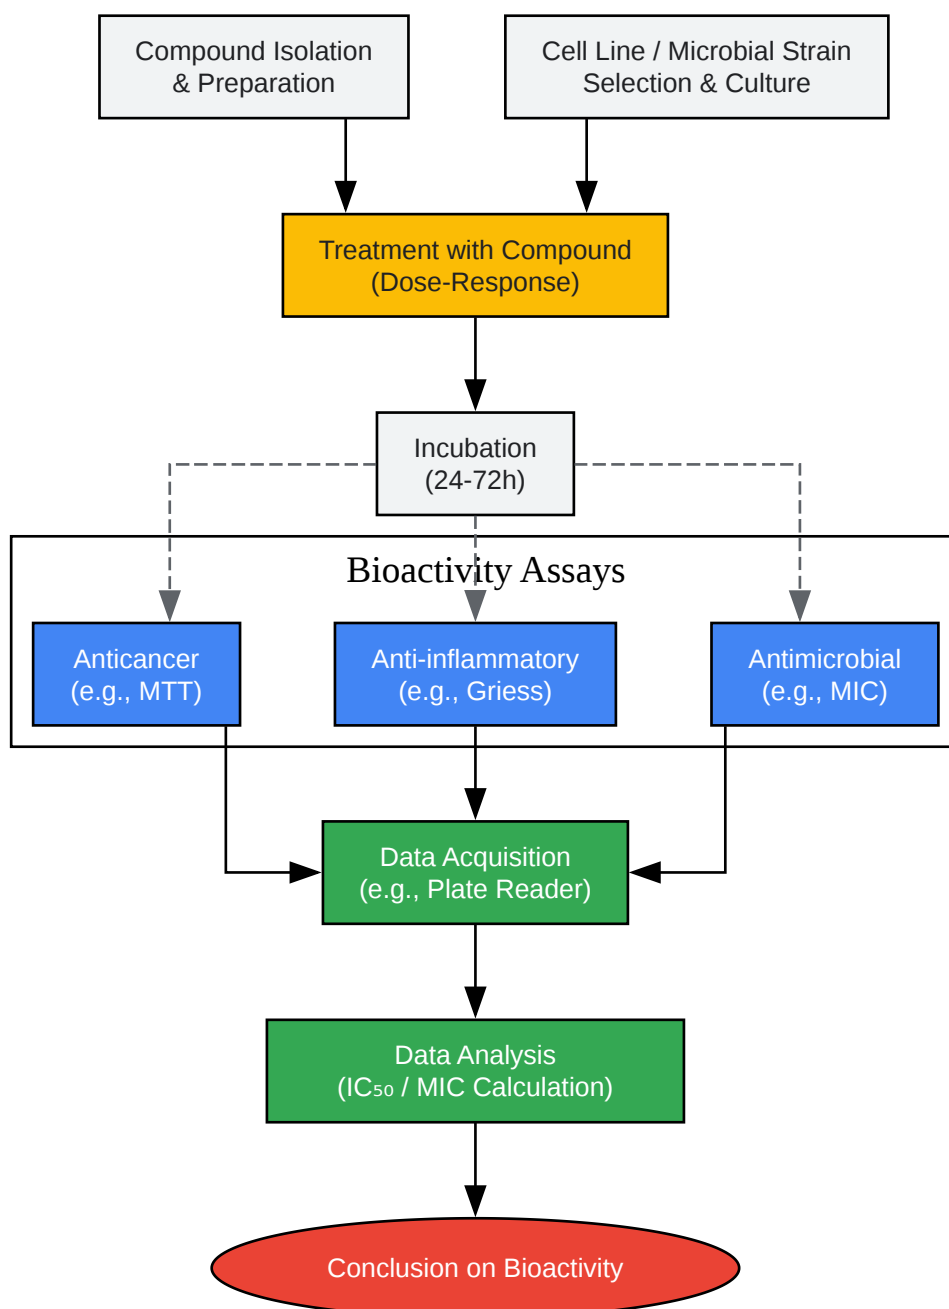 Compound Isolation
& Preparation
Cell Line / Microbial Strain
Selection & Culture
Treatment with Compound
(Dose-Response)
Incubation
(24-72h)
Bioactivity Assays
Anticancer
(e.g., MTT)
Anti-inflammatory
(e.g., Griess)
Antimicrobial
(e.g., MIC)
Data Acquisition
(e.g., Plate Reader)
Data Analysis
(IC₅₀ / MIC Calculation)
Conclusion on Bioactivity